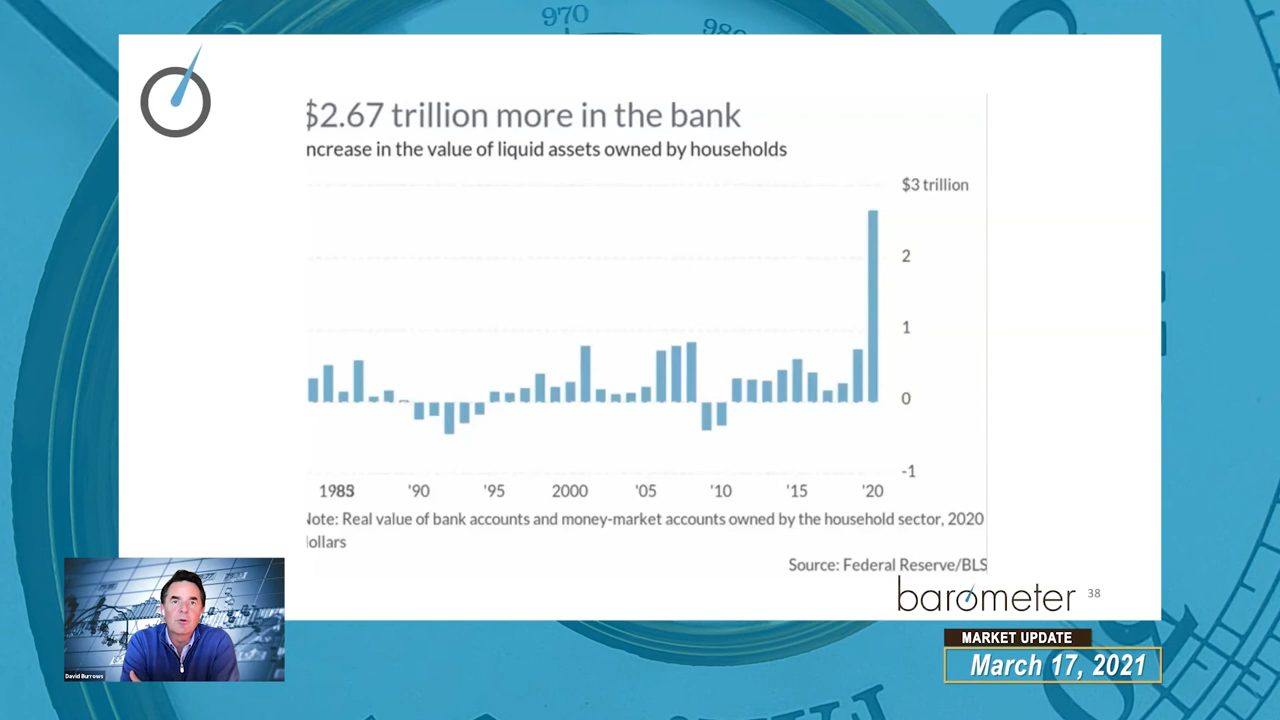 970
980
$2.67 trillion more in the bank
ncrease in the value of liquid assets owned by households
$3 trillion
2
1
0
-1
'90
'95
2000
'05
'10
'15
'20
Note: Real value of bank accounts and money-market accounts owned by the household sector, 2020
dollars
Source: Federal Reserve/BLS
barometer
38
David Burrows
MARKET UPDATE
March 17, 2021